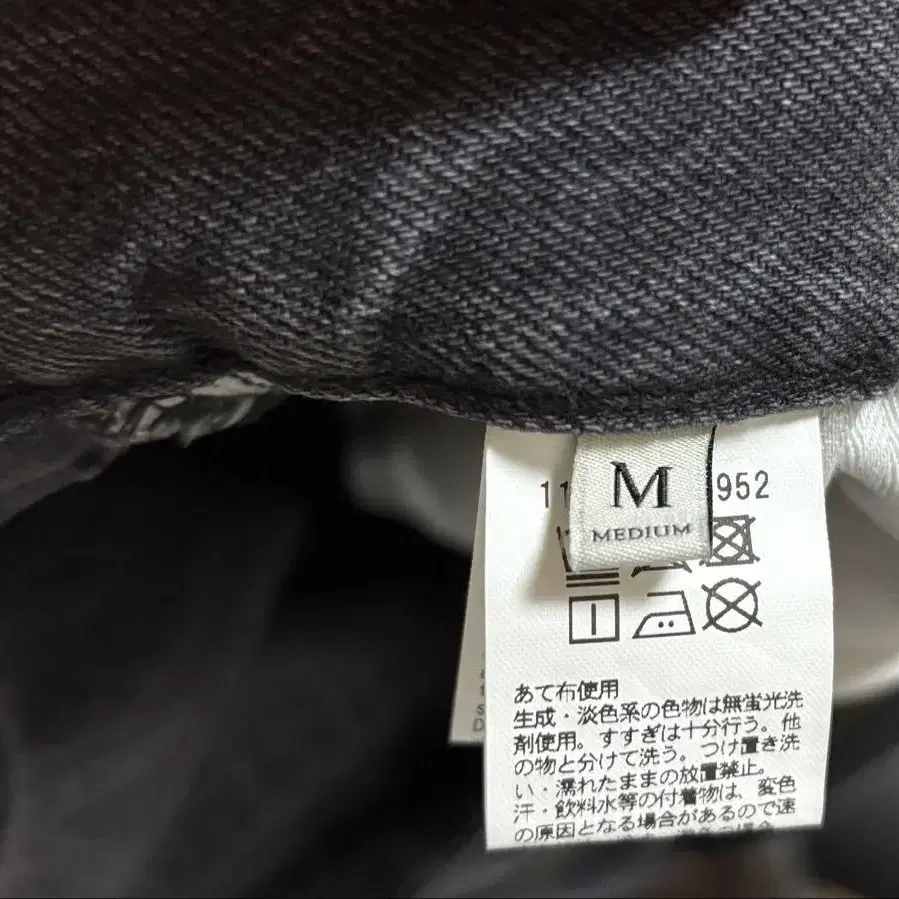 M
MEDIUM
11
952
あて布使用
生成・淡色系の色物は無蛍光洗
剤使用。すすぎは十分行う。他
の物と分けて洗う。つけ置き洗
い・濡れたままの放置禁止。
汗・飲料水等の付着物は、変色
の原因となる場合があるので速